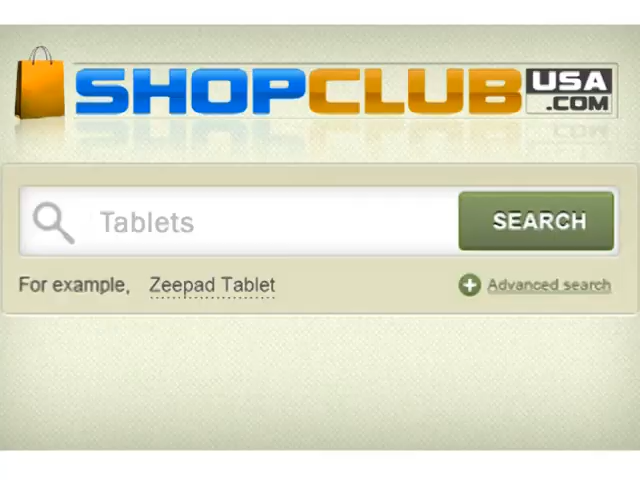 SHOPCLUB USA .COM
Tablets
SEARCH
For example, Zeepad Tablet
Advanced search